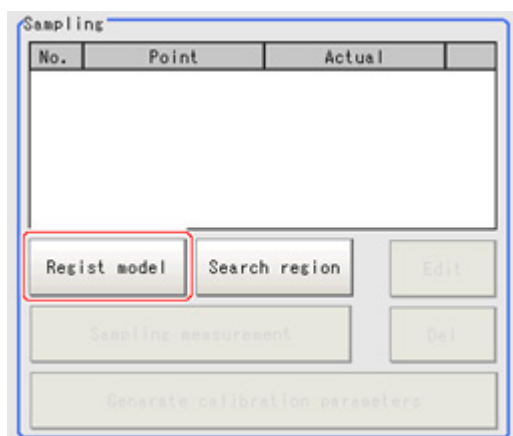 Sampling
No. Point Actual
Regist model Search region Edit
Sampling measurement Del
Generate calibration parameters